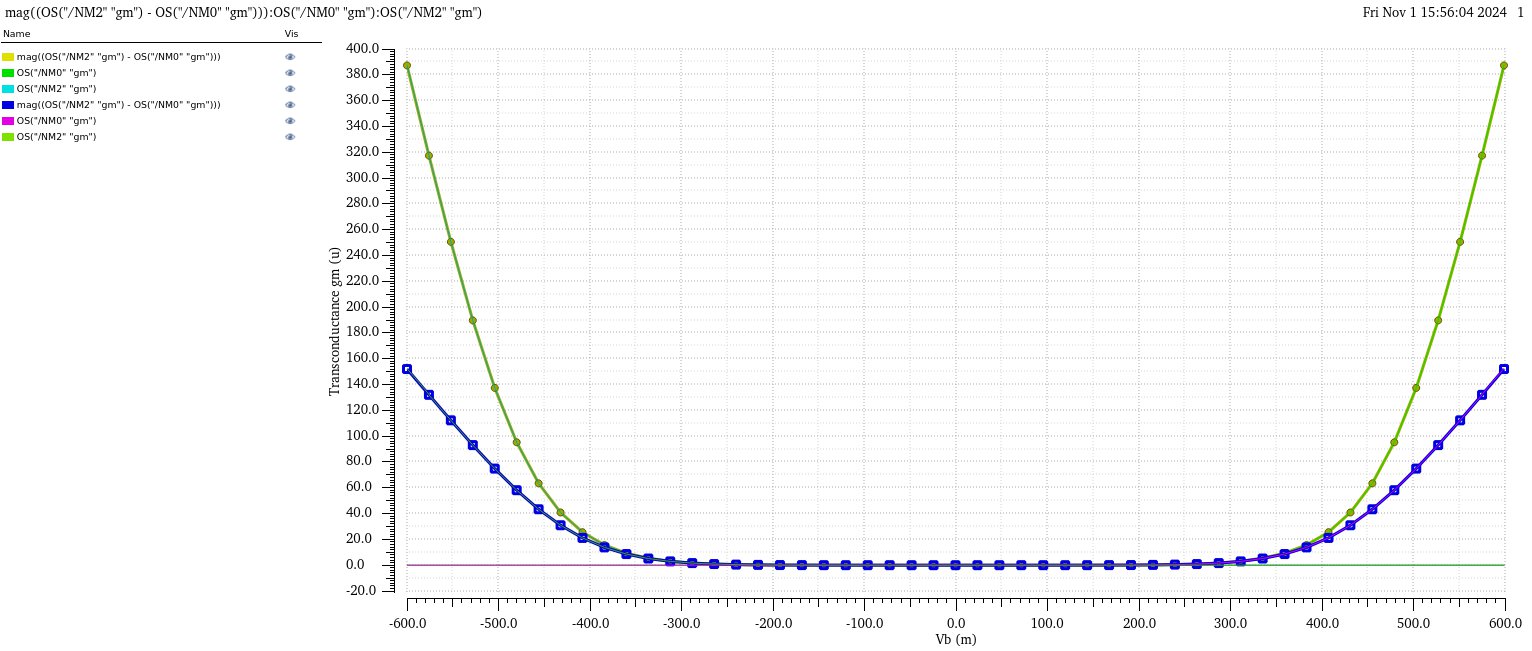 mag((OS("/NM2" "gm") - OS("/NM0" "gm"))):OS("/NM0" "gm"):OS("/NM2" "gm")
Fri Nov 1 15:56:04 2024 1
Name Vis
mag((OS("/NM2" "gm") - OS("/NM0" "gm")))
OS("/NM0" "gm")
OS("/NM2" "gm")
mag((OS("/NM2" "gm") - OS("/NM0" "gm")))
OS("/NM0" "gm")
OS("/NM2" "gm")
Transconductance gm (u)
400.0
380.0
360.0
340.0
320.0
300.0
280.0
260.0
240.0
220.0
200.0
180.0
160.0
140.0
120.0
100.0
80.0
60.0
40.0
20.0
0.0
-20.0
-600.0 -500.0 -400.0 -300.0 -200.0 -100.0 0.0 100.0 200.0 300.0 400.0 500.0 600.0
Vb (m)